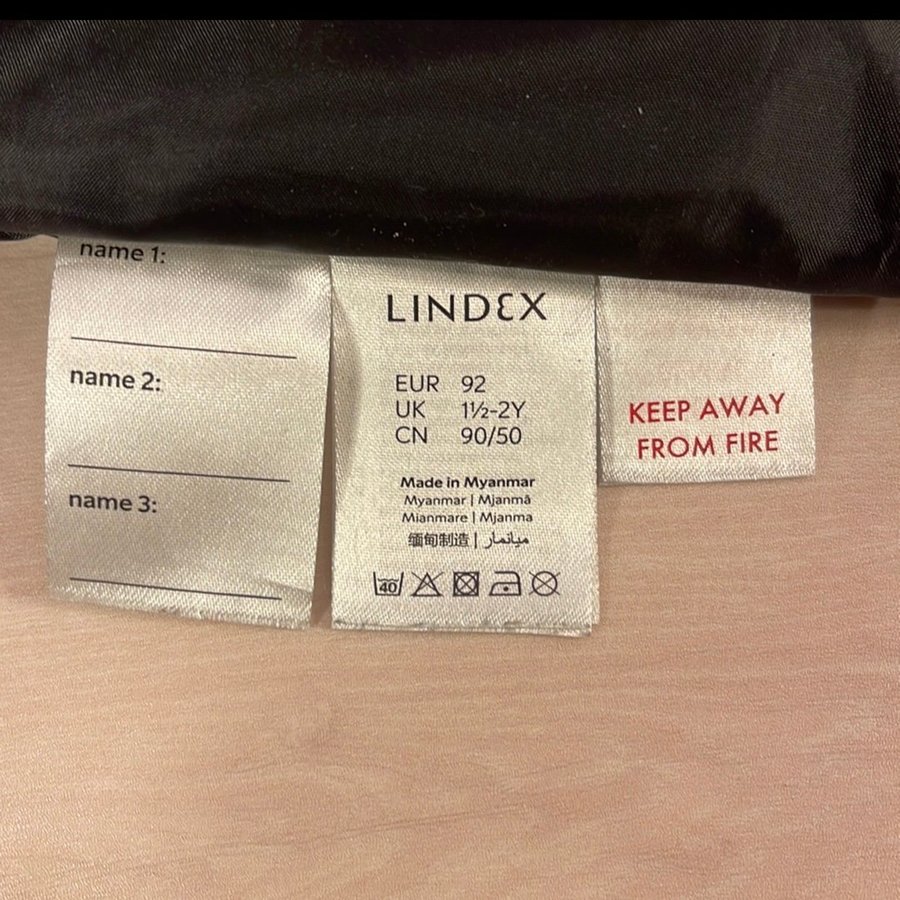 name 1:
name 2:
name 3:
LINDEX
EUR 92
UK 1½-2Y
CN 90/50
Made in Myanmar
Myanmar | Mjanmā
Mianmare | Mjanma
缅甸制造 | ميانمار
40
KEEP AWAY
FROM FIRE